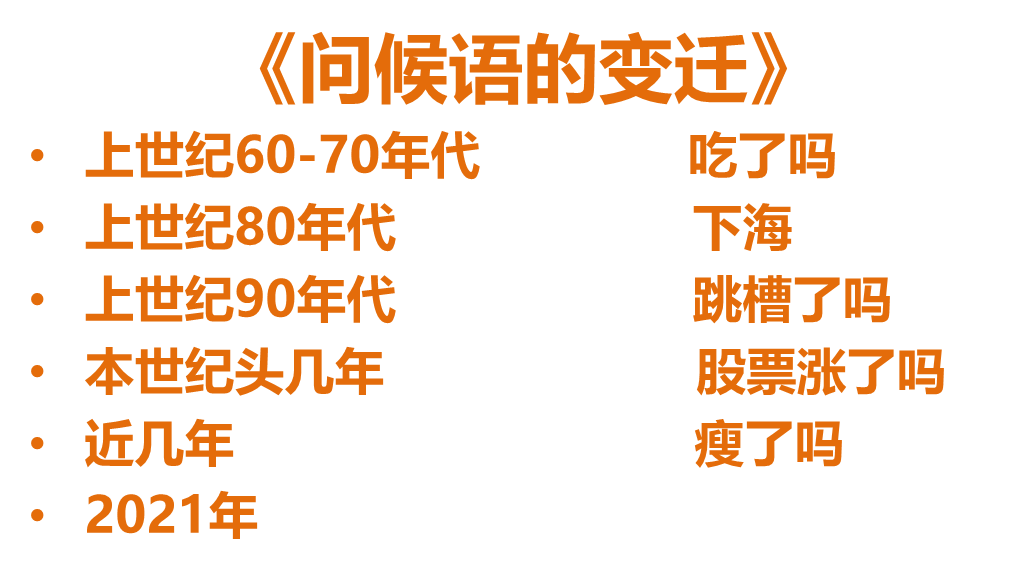 《问候语的变迁》
• 上世纪60-70年代 吃了吗
• 上世纪80年代 下海
• 上世纪90年代 跳槽了吗
• 本世纪头几年 股票涨了吗
• 近几年 瘦了吗
• 2021年